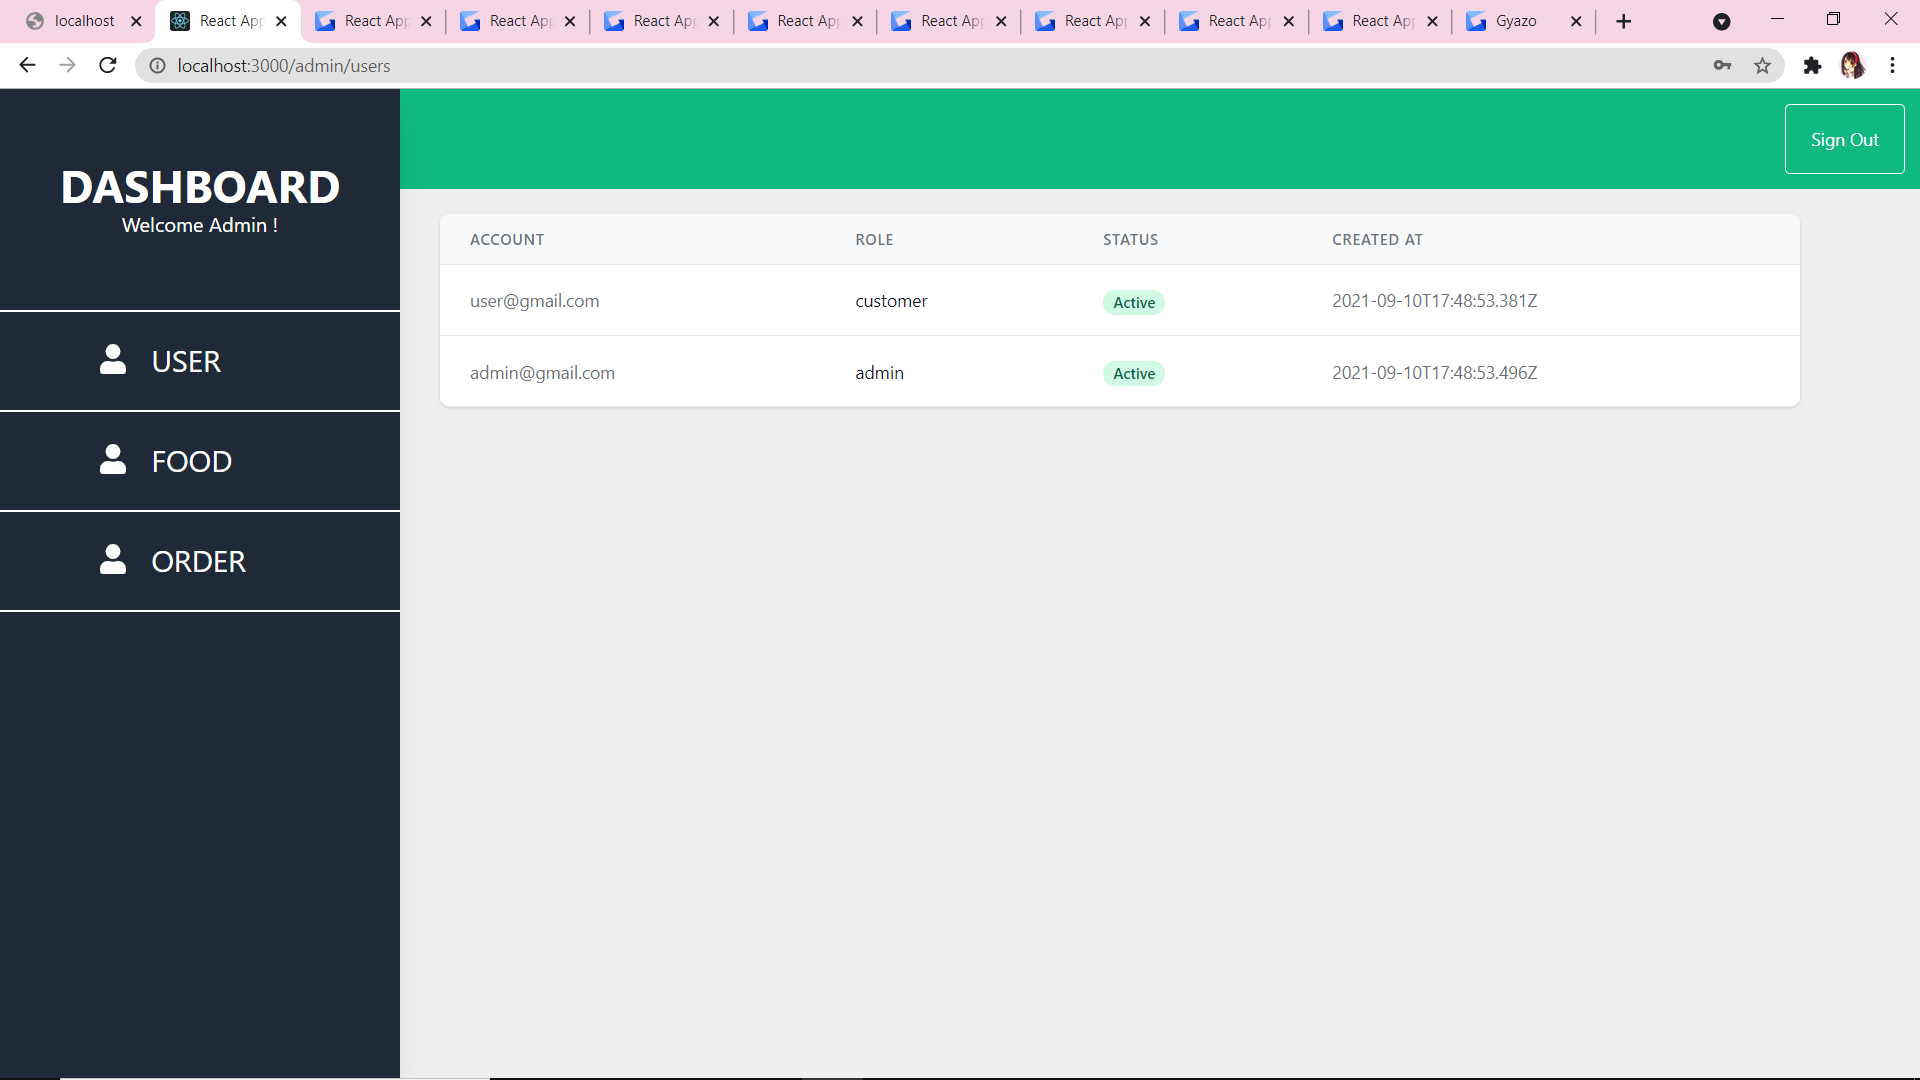 localhost
React App
React App
React App
React App
React App
React App
React App
React App
React App
Gyazo
localhost:3000/admin/users
Sign Out
DASHBOARD
Welcome Admin !
USER
FOOD
ORDER
ACCOUNT ROLE STATUS CREATED AT
user@gmail.com customer Active 2021-09-10T17:48:53.381Z
admin@gmail.com admin Active 2021-09-10T17:48:53.496Z